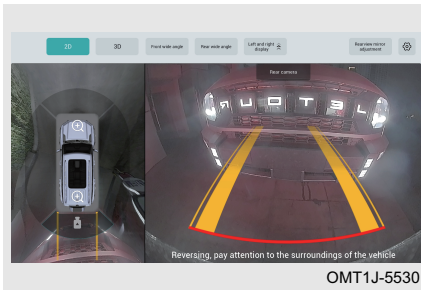 2D
3D
Front wide angle
Rear wide angle
Left and right
display
Rearview mirror
adjustment
Rear camera
JETOUR
Reversing, pay attention to the surroundings of the vehicle
OMT1J-5530